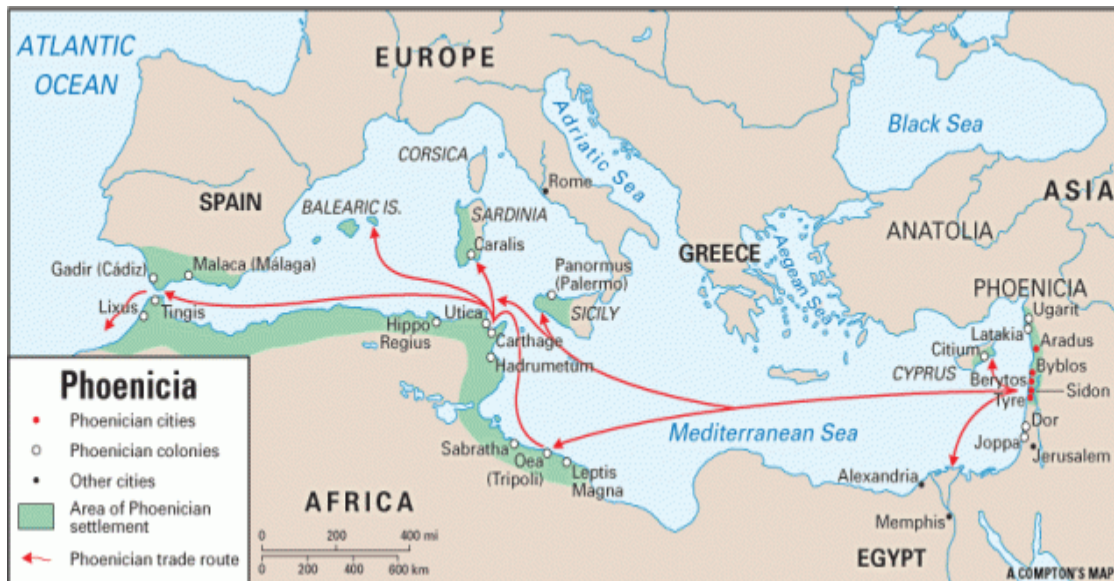 ATLANTIC
OCEAN
EUROPE
Adriatic Sea
Black Sea
CORSICA
Rome
ASIA
SPAIN
BALEARIC IS.
SARDINIA
ANATOLIA
Caralis
GREECE
Aegean Sea
Gadir (Cádiz)
Malaca (Málaga)
Panormus
(Palermo)
PHOENICIA
Lixus
Tingis
Utica
SICILY
Ugarit
Hippo
Regius
Carthage
Latakia
Aradus
Hadrumetum
Citium
Byblos
CYPRUS
Berytos
Sidon
Tyre
Phoenicia
Phoenician cities
Phoenician colonies
Other cities
Area of Phoenician
settlement
Phoenician trade route
Mediterranean Sea
Dor
Joppa
Jerusalem
Sabratha
Oea
(Tripoli)
Leptis
Magna
Alexandria
AFRICA
Memphis
0 200 400 mi
0 200 400 600 km
EGYPT
A COMPTON'S MAP